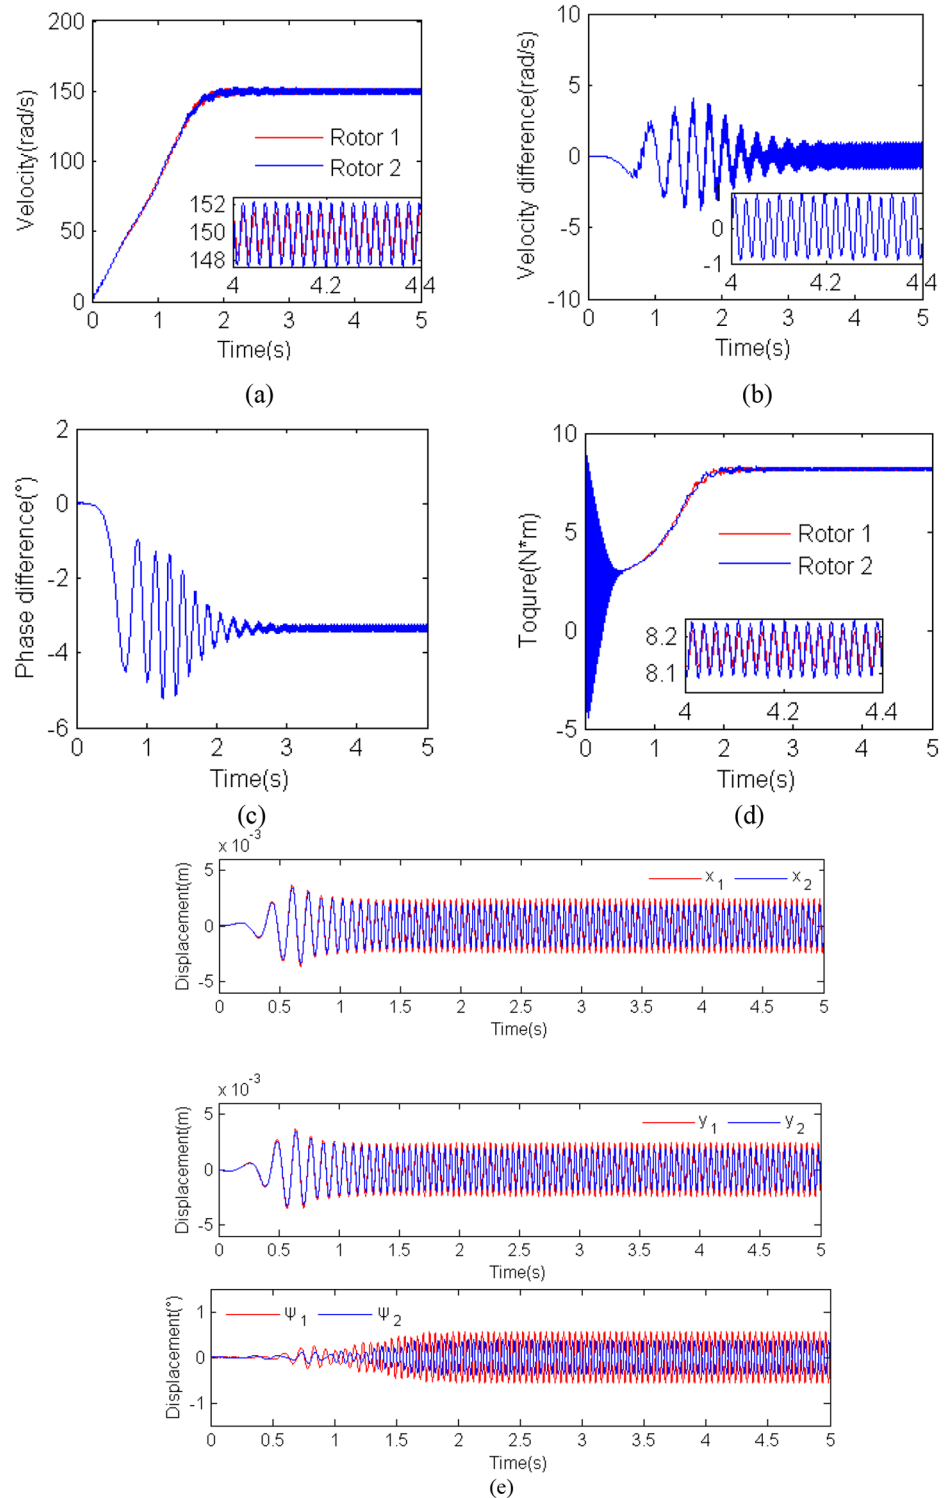 200
150
100
50
0
Velocity(rad/s)
Rotor 1
Rotor 2
152
150
148
4
4.2
4.4
0 1 2 3 4 5
Time(s)
(a)
10
5
0
-5
-10
Velocity difference(rad/s)
0
-1
4
4.2
4.4
0 1 2 3 4 5
Time(s)
(b)
2
0
-2
-4
-6
Phase difference(°)
0 1 2 3 4 5
Time(s)
(c)
10
5
0
-5
Toqure(N*m)
Rotor 1
Rotor 2
8.2
8.1
4 4.2 4.4
0 1 2 3 4 5
Time(s)
(d)
x 10⁻³
5
0
-5
Displacement(m)
x₁ x₂
0 0.5 1 1.5 2 2.5 3 3.5 4 4.5 5
Time(s)
x 10⁻³
5
0
-5
Displacement(m)
y₁ y₂
0 0.5 1 1.5 2 2.5 3 3.5 4 4.5 5
Time(s)
1
0
-1
Displacement(°)
ψ₁ ψ₂
0 0.5 1 1.5 2 2.5 3 3.5 4 4.5 5
Time(s)
(e)